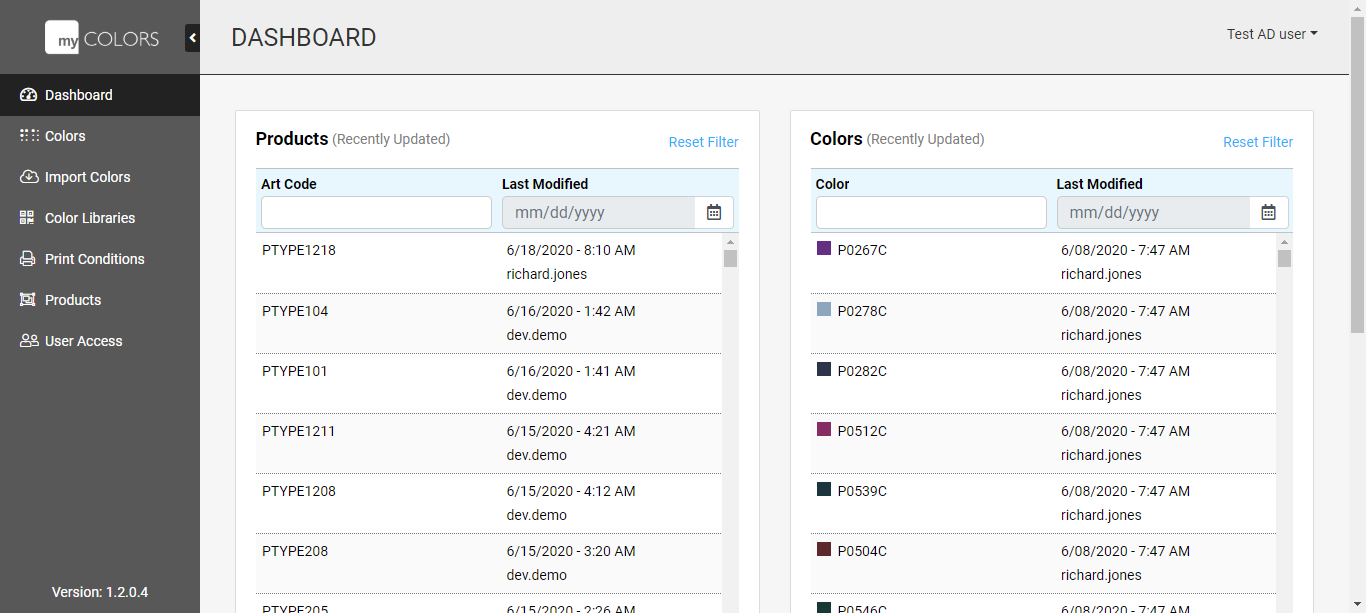 my COLORS
DASHBOARD
Test AD user
Dashboard
Colors
Import Colors
Color Libraries
Print Conditions
Products
User Access
Version: 1.2.0.4
Products (Recently Updated)
Reset Filter
Art Code Last Modified
mm/dd/yyyy
PTYPE1218 6/18/2020 - 8:10 AM
richard.jones
PTYPE104 6/16/2020 - 1:42 AM
dev.demo
PTYPE101 6/16/2020 - 1:41 AM
dev.demo
PTYPE1211 6/15/2020 - 4:21 AM
dev.demo
PTYPE1208 6/15/2020 - 4:12 AM
dev.demo
PTYPE208 6/15/2020 - 3:20 AM
dev.demo
PTYPE205 6/15/2020 - 2:26 AM
Colors (Recently Updated)
Reset Filter
Color Last Modified
mm/dd/yyyy
P0267C 6/08/2020 - 7:47 AM
richard.jones
P0278C 6/08/2020 - 7:47 AM
richard.jones
P0282C 6/08/2020 - 7:47 AM
richard.jones
P0512C 6/08/2020 - 7:47 AM
richard.jones
P0539C 6/08/2020 - 7:47 AM
richard.jones
P0504C 6/08/2020 - 7:47 AM
richard.jones
P0546C 6/08/2020 - 7:47 AM